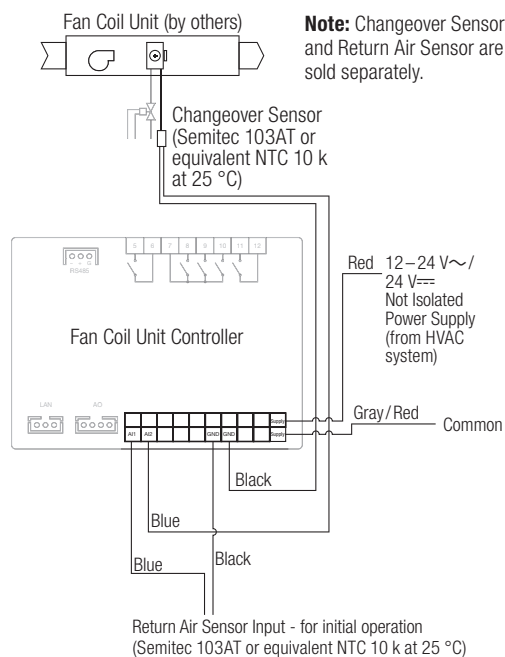 Fan Coil Unit (by others)
Note: Changeover Sensor
and Return Air Sensor are
sold separately.
Changeover Sensor
(Semitec 103AT or
equivalent NTC 10 k
at 25 °C)
5 6 7 8 9 10 11 12
– + G
RS485
Red
12–24 V~/
24 V⎓
Not Isolated
Power Supply
(from HVAC
system)
Fan Coil Unit Controller
LAN
AO
Supply
AI1 AI2 GND GND Supply
Gray/Red
Common
Black
Blue
Blue
Black
Return Air Sensor Input - for initial operation
(Semitec 103AT or equivalent NTC 10 k at 25 °C)